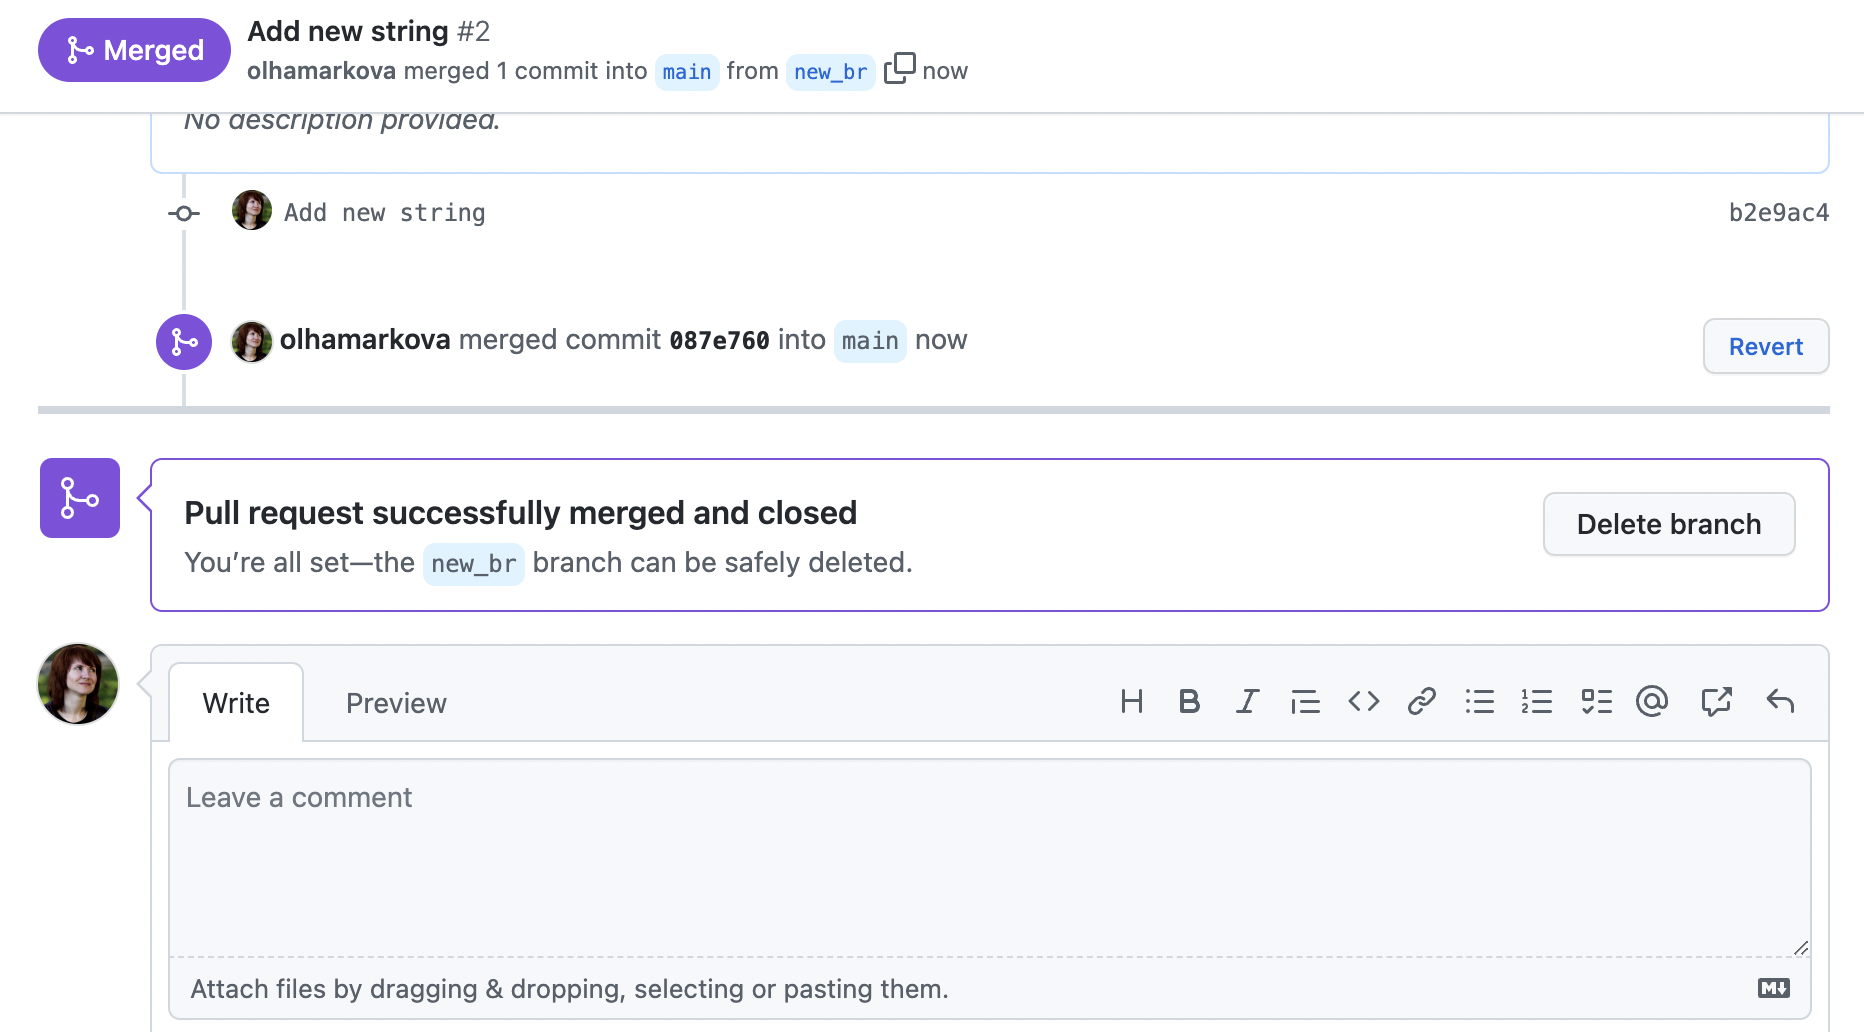 Merged
Add new string #2
olhamarkova merged 1 commit into main from new_br now
No description provided.
Add new string b2e9ac4
olhamarkova merged commit 087e760 into main now
Revert
Pull request successfully merged and closed
Delete branch
You’re all set—the new_br branch can be safely deleted.
Write Preview
Leave a comment
Attach files by dragging & dropping, selecting or pasting them.